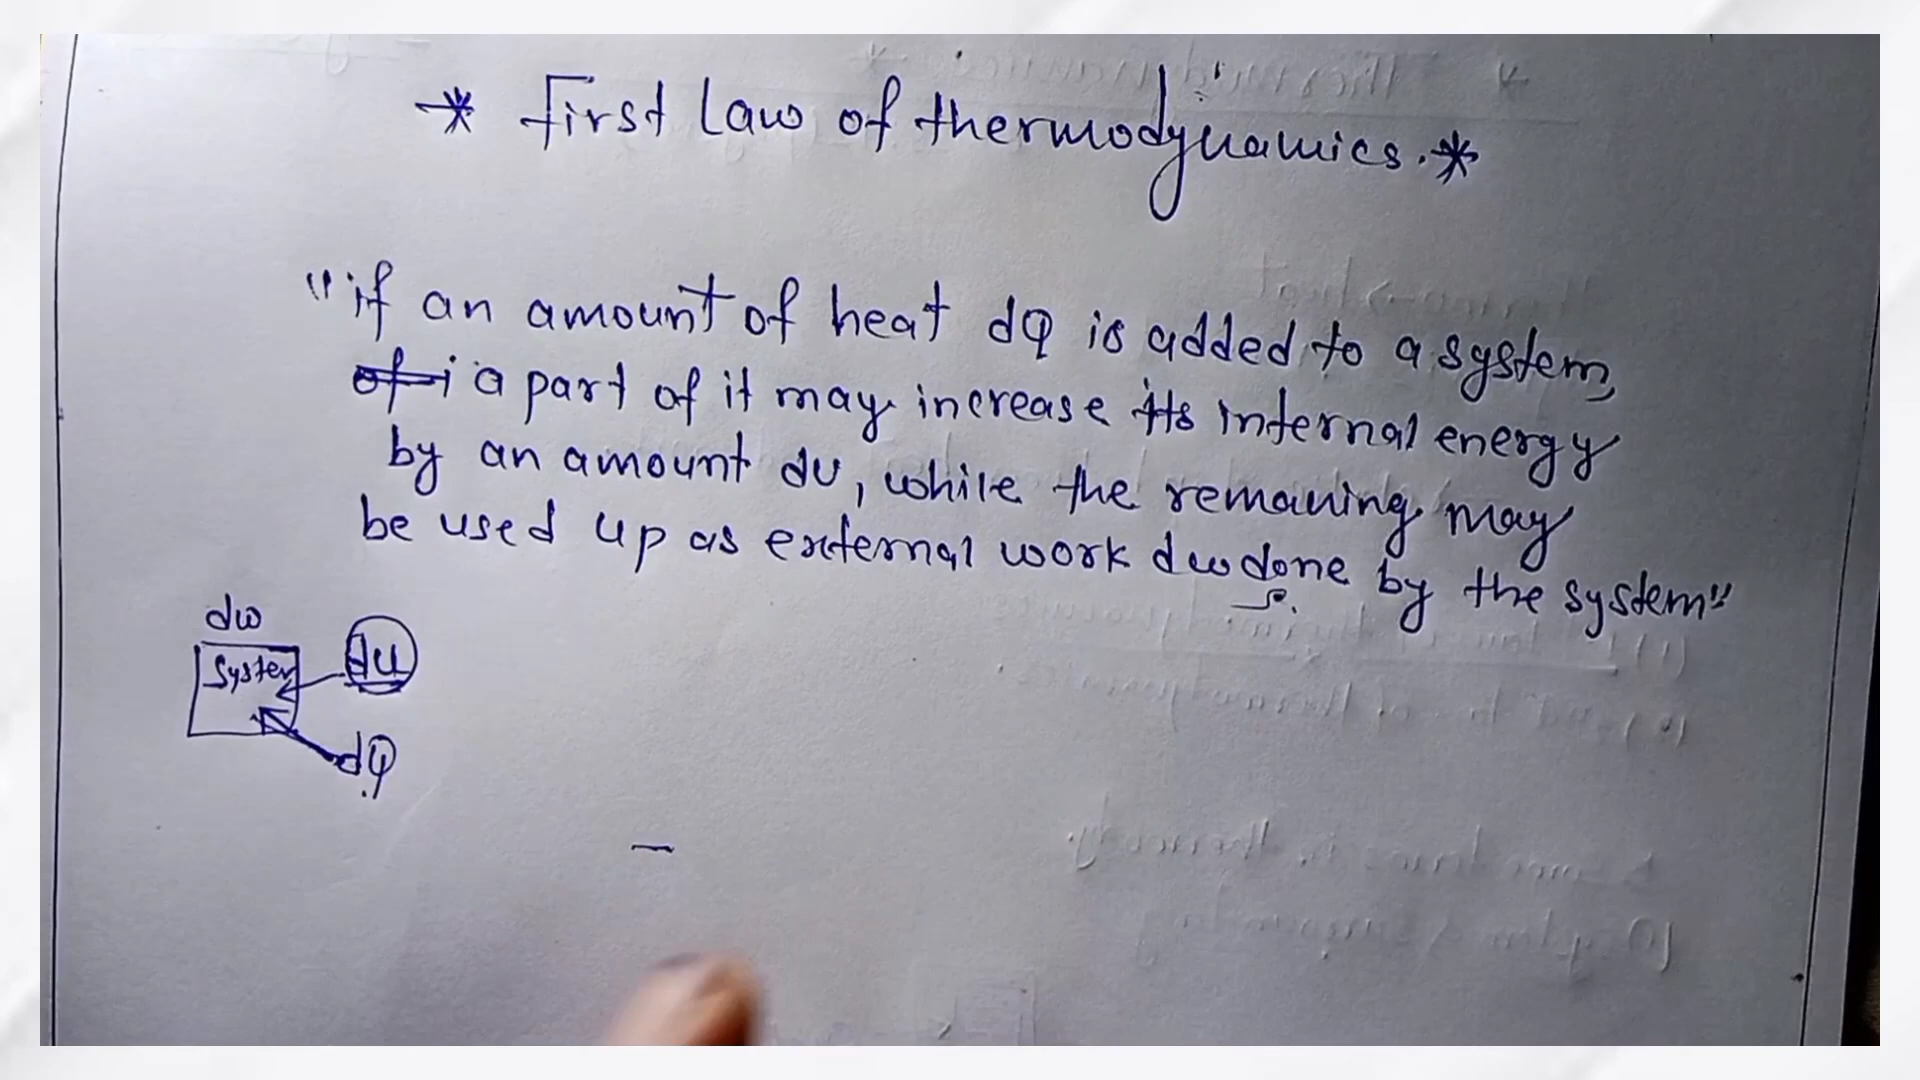 * First Law of thermodynamics. *
"if an amount of heat dQ is added to a system,
a part of it may increase its internal energy
by an amount dU, while the remaning may
be used up as external work dw done by the system"
dw
System
du
dQ